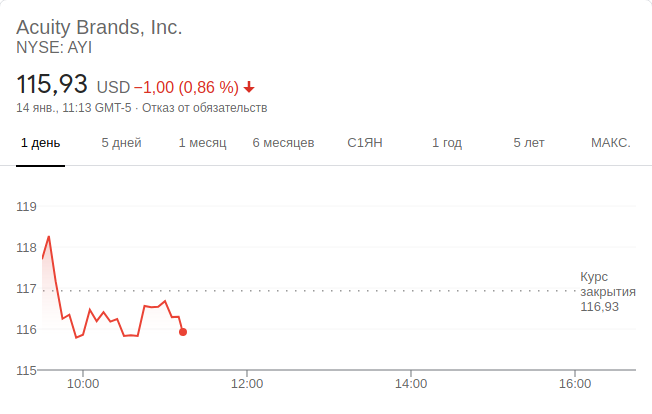 Acuity Brands, Inc.
NYSE: AYI
115,93 USD −1,00 (0,86 %)
14 янв., 11:13 GMT-5 · Отказ от обязательств
1 день 5 дней 1 месяц 6 месяцев С1ЯН 1 год 5 лет МАКС.
119
118
117
116
115
Курс
закрытия
116,93
10:00 12:00 14:00 16:00